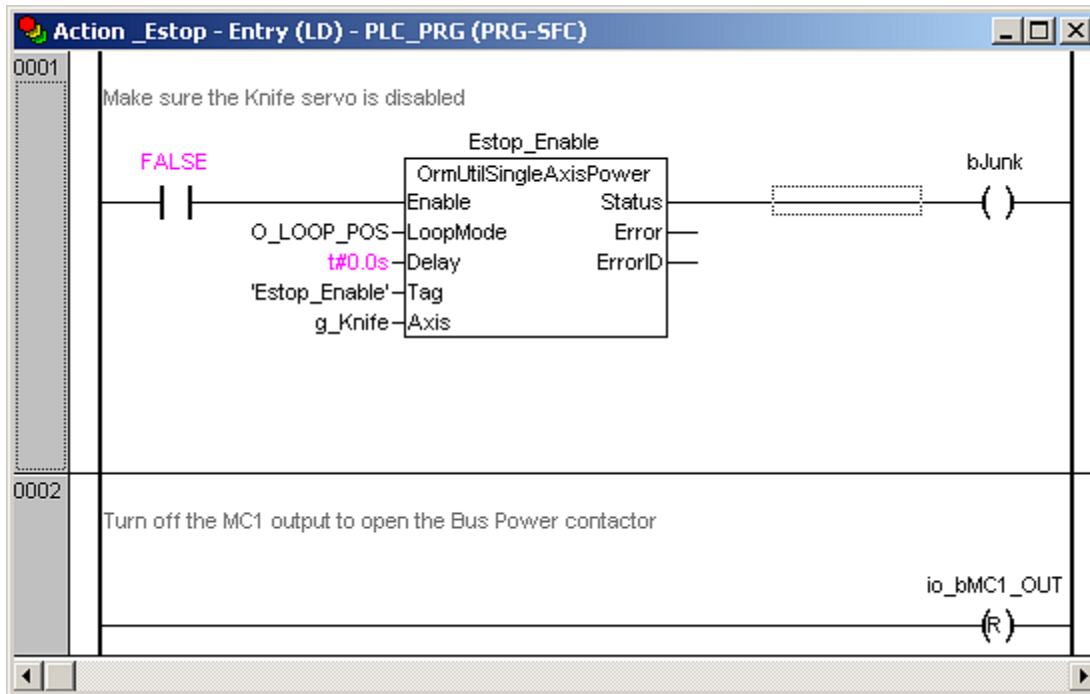 Action _Estop - Entry (LD) - PLC_PRG (PRG-SFC)
0001
Make sure the Knife servo is disabled
Estop_Enable
FALSE
OrmUtilSingleAxisPower
bJunk
Enable Status
O_LOOP_POS LoopMode Error
t#0.0s Delay ErrorID
'Estop_Enable' Tag
g_Knife Axis
0002
Turn off the MC1 output to open the Bus Power contactor
io_bMC1_OUT
R